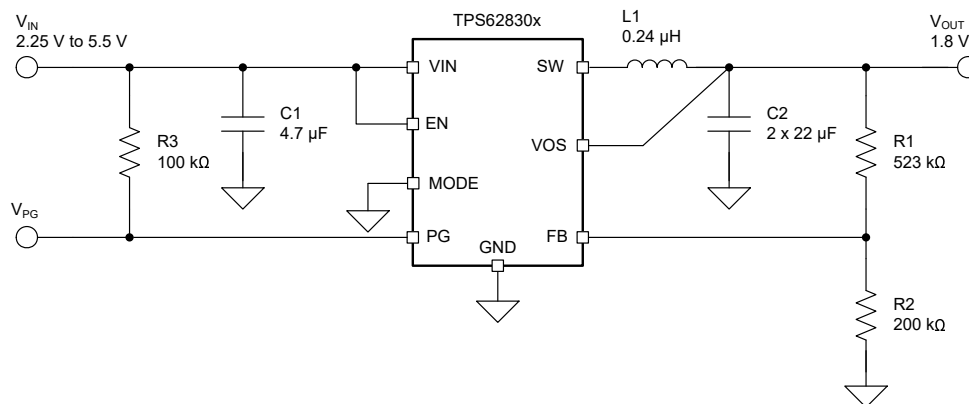 TPS62830x
VIN
2.25 V to 5.5 V
L1
0.24 µH
VOUT
1.8 V
VIN
SW
C1
4.7 µF
EN
C2
2 x 22 µF
R3
100 kΩ
VOS
R1
523 kΩ
MODE
VPG
PG
GND
FB
R2
200 kΩ